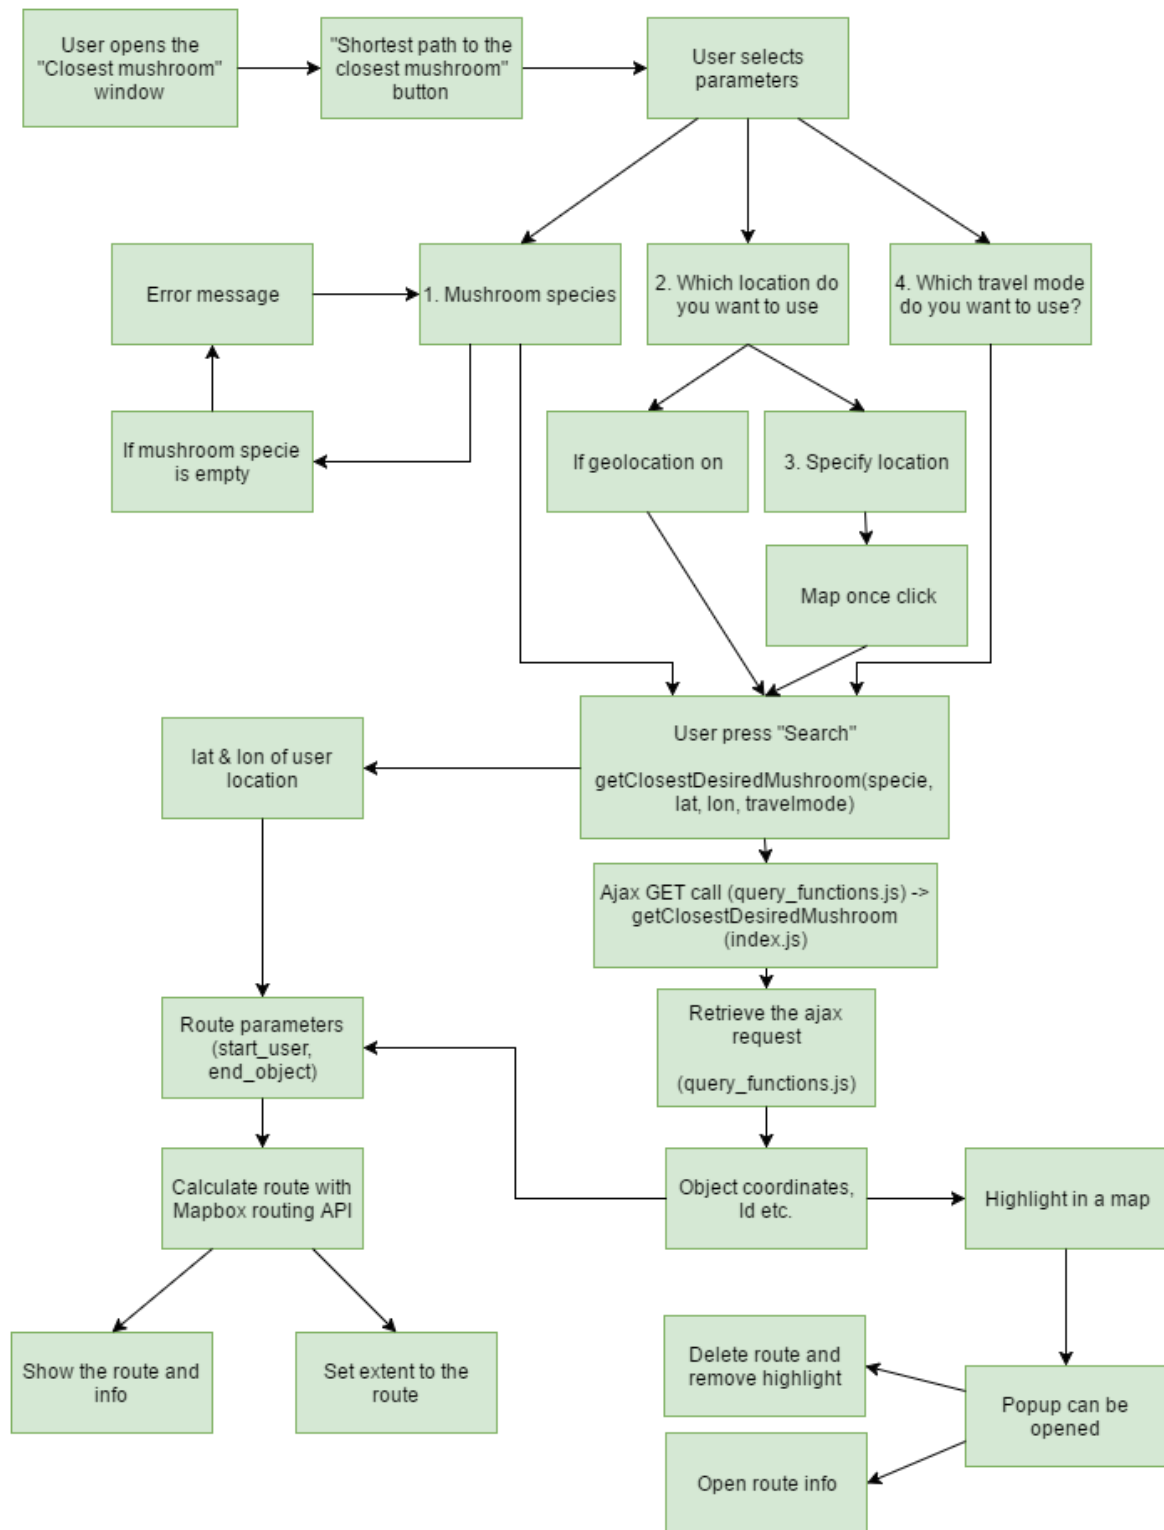 User opens the
"Closest mushroom"
window
"Shortest path to the
closest mushroom"
button
User selects
parameters
Error message
1. Mushroom species
2. Which location do
you want to use
4. Which travel mode
do you want to use?
If mushroom specie
is empty
If geolocation on
3. Specify location
Map once click
lat & lon of user
location
User press "Search"
getClosestDesiredMushroom(specie,
lat, lon, travelmode)
Ajax GET call (query_functions.js) ->
getClosestDesiredMushroom
(index.js)
Route parameters
(start_user,
end_object)
Retrieve the ajax
request
(query_functions.js)
Calculate route with
Mapbox routing API
Object coordinates,
Id etc.
Highlight in a map
Show the route and
info
Set extent to the
route
Delete route and
remove highlight
Popup can be
opened
Open route info